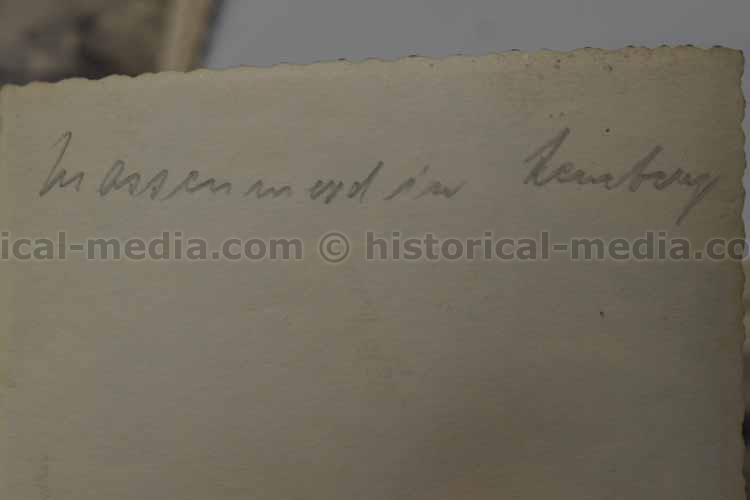 Massenmord in Lemberg
ical-media.com © historical-media.co